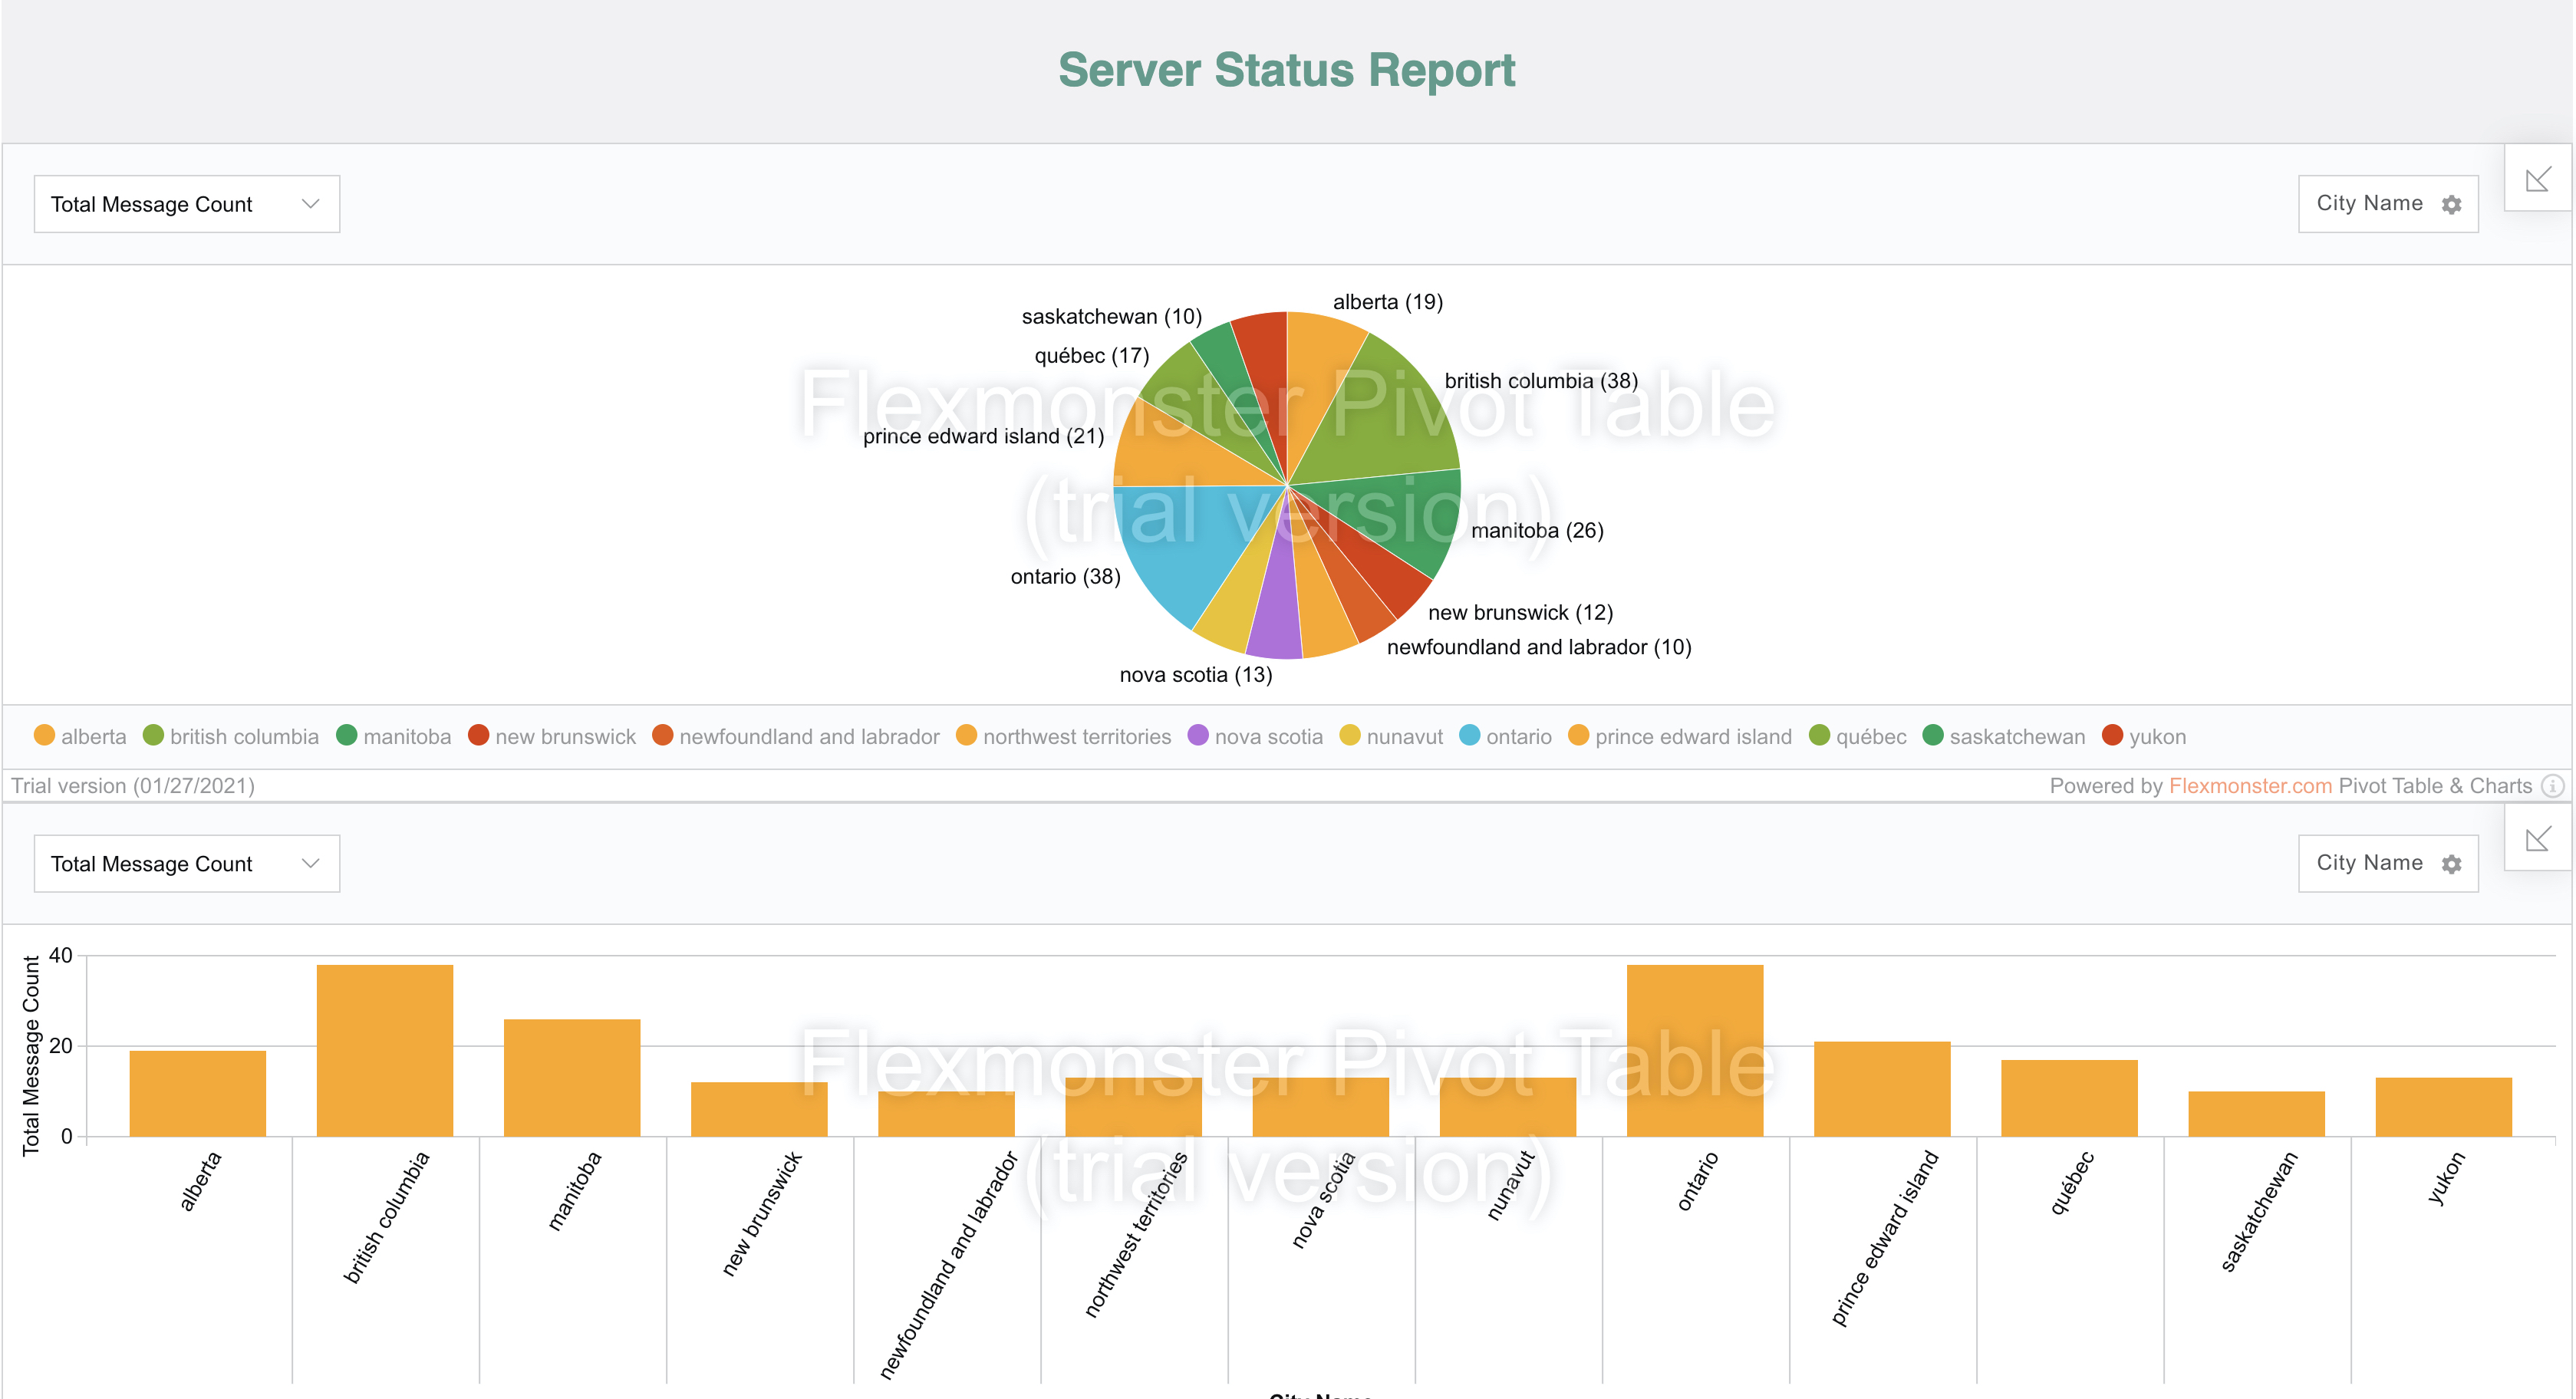 Server Status Report
Total Message Count
City Name
alberta (19)
saskatchewan (10)
québec (17)
british columbia (38)
Flexmonster Pivot Table
prince edward island (21)
(trial version)
manitoba (26)
ontario (38)
new brunswick (12)
newfoundland and labrador (10)
nova scotia (13)
alberta british columbia manitoba new brunswick newfoundland and labrador northwest territories nova scotia nunavut ontario prince edward island québec saskatchewan yukon
Trial version (01/27/2021)
Powered by Flexmonster.com Pivot Table & Charts
Total Message Count
City Name
Total Message Count
40
20
0
Flexmonster Pivot Table
(trial version)
alberta
british columbia
manitoba
new brunswick
newfoundland and labrador
northwest territories
nova scotia
nunavut
ontario
prince edward island
québec
saskatchewan
yukon
City Name